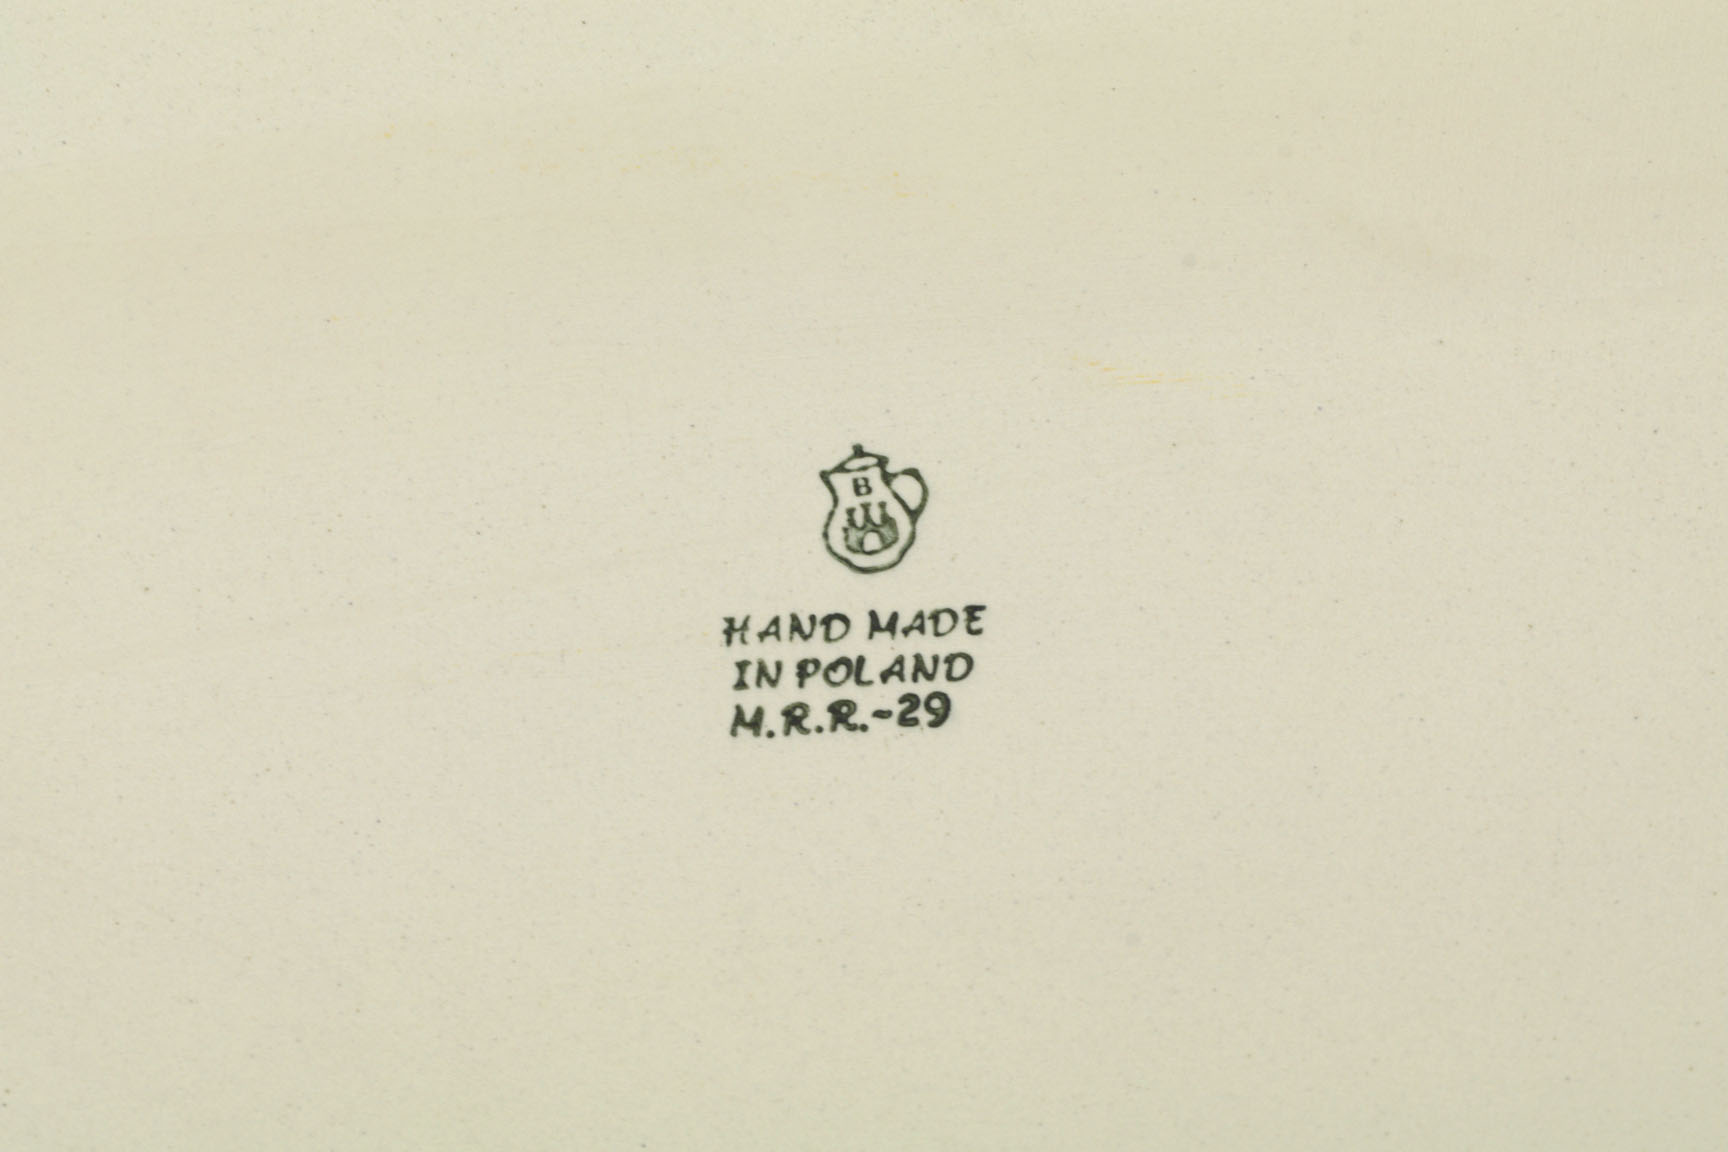 B
HAND MADE
IN POLAND
M.R.R.-29